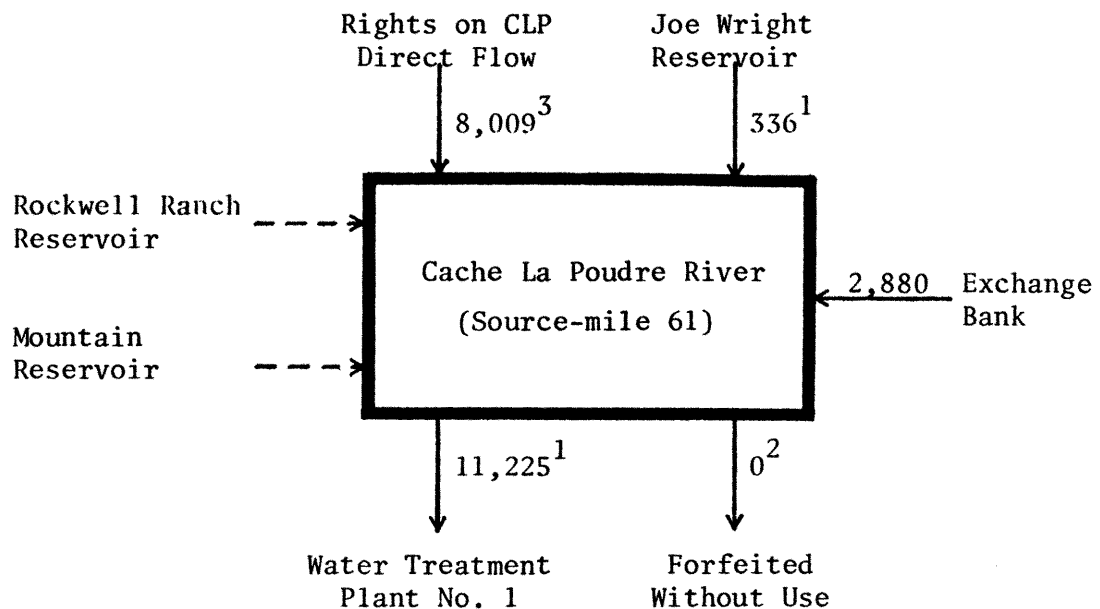 Rights on CLP
Direct Flow
Joe Wright
Reservoir
8,009³
336¹
Rockwell Ranch
Reservoir
Cache La Poudre River
(Source-mile 61)
2,880
Exchange
Bank
Mountain
Reservoir
11,225¹
0²
Water Treatment
Plant No. 1
Forfeited
Without Use